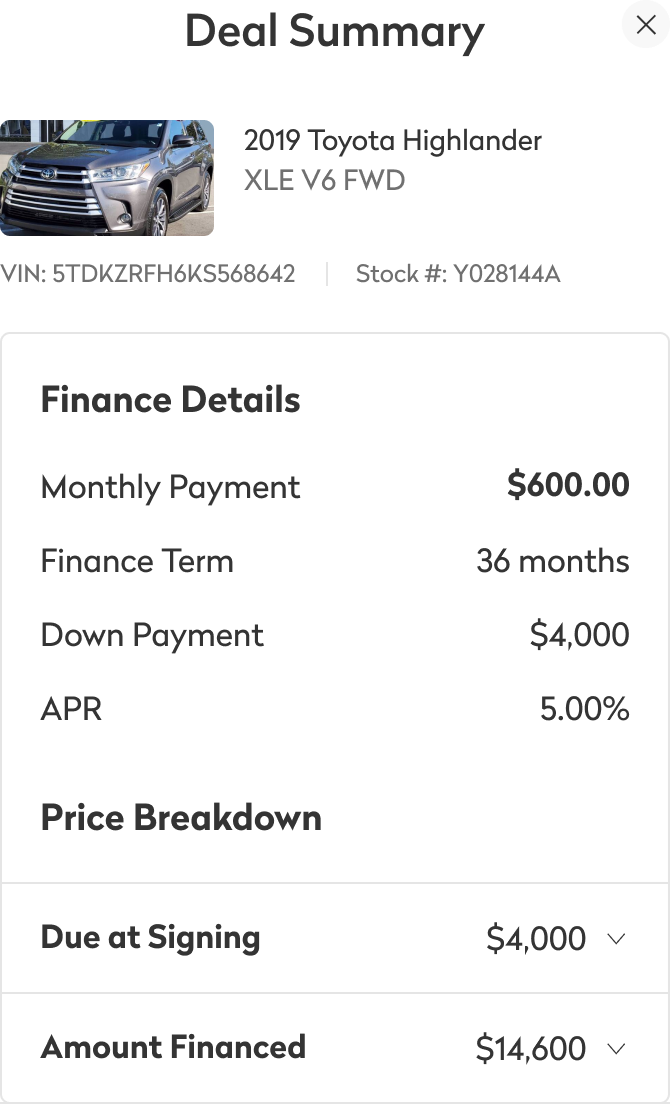 Deal Summary
2019 Toyota Highlander
XLE V6 FWD
VIN: 5TDKZRFH6KS568642
Stock #: Y028144A
Finance Details
Monthly Payment $600.00
Finance Term 36 months
Down Payment $4,000
APR 5.00%
Price Breakdown
Due at Signing $4,000
Amount Financed $14,600